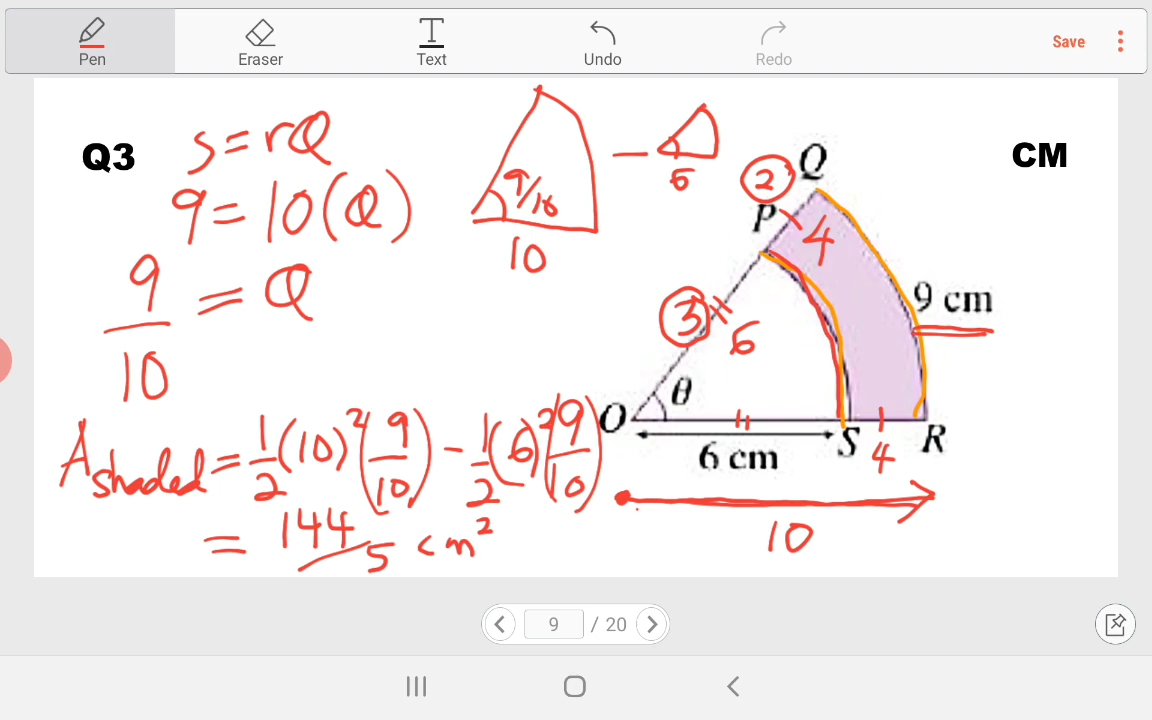 Pen Eraser Text Undo Redo Save
Q3
CM
s = rθ
9 = 10(θ)
9/10 = θ
9/10
10
−
6
2 Q
P
4
3
6
9 cm
O θ
S R
6 cm
4
10
A shaded = 1/2 (10)² (9/10) − 1/2 (6)² (9/10)
= 144/5 cm²
9 / 20